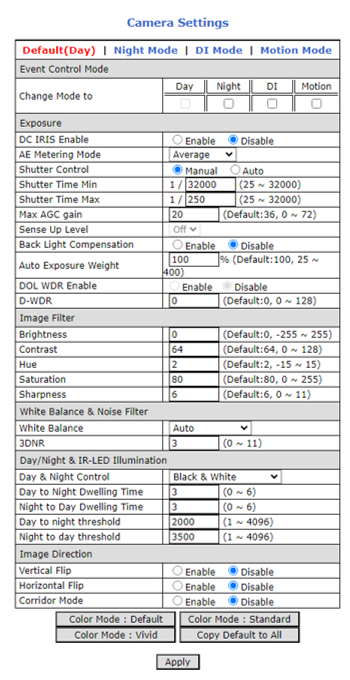 Camera Settings
Default(Day) | Night Mode | DI Mode | Motion Mode
Event Control Mode
Change Mode to
Day Night DI Motion
Exposure
DC IRIS Enable Enable Disable
AE Metering Mode Average
Shutter Control Manual Auto
Shutter Time Min 1 / 32000 (25 ~ 32000)
Shutter Time Max 1 / 250 (25 ~ 32000)
Max AGC gain 20 (Default:36, 0 ~ 72)
Sense Up Level Off
Back Light Compensation Enable Disable
Auto Exposure Weight 100 % (Default:100, 25 ~
400)
DOL WDR Enable Enable Disable
D-WDR 0 (Default:0, 0 ~ 128)
Image Filter
Brightness 0 (Default:0, -255 ~ 255)
Contrast 64 (Default:64, 0 ~ 128)
Hue 2 (Default:2, -15 ~ 15)
Saturation 80 (Default:80, 0 ~ 255)
Sharpness 6 (Default:6, 0 ~ 11)
White Balance & Noise Filter
White Balance Auto
3DNR 3 (0 ~ 11)
Day/Night & IR-LED Illumination
Day & Night Control Black & White
Day to Night Dwelling Time 3 (0 ~ 6)
Night to Day Dwelling Time 3 (0 ~ 6)
Day to night threshold 2000 (1 ~ 4096)
Night to day threshold 3500 (1 ~ 4096)
Image Direction
Vertical Flip Enable Disable
Horizontal Flip Enable Disable
Corridor Mode Enable Disable
Color Mode : Default Color Mode : Standard
Color Mode : Vivid Copy Default to All
Apply